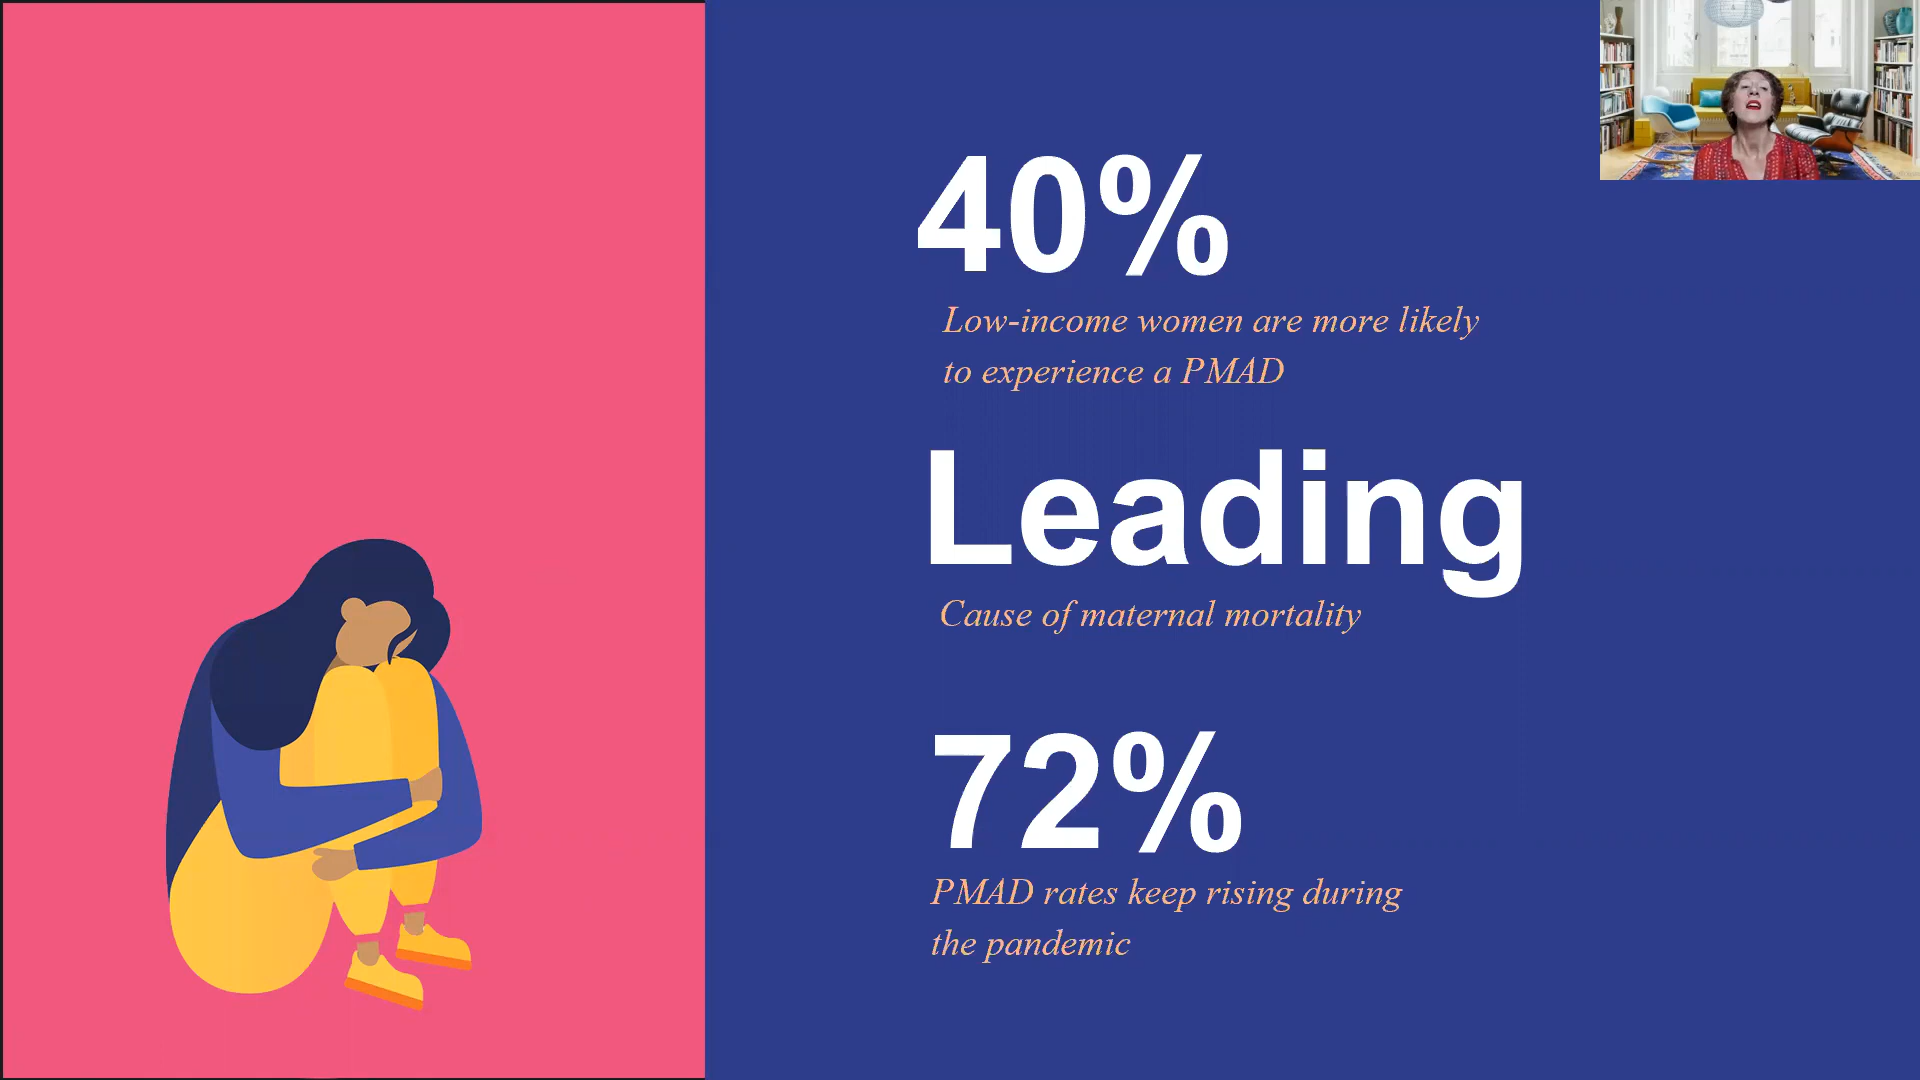 40%
Low-income women are more likely
to experience a PMAD
Leading
Cause of maternal mortality
72%
PMAD rates keep rising during
the pandemic